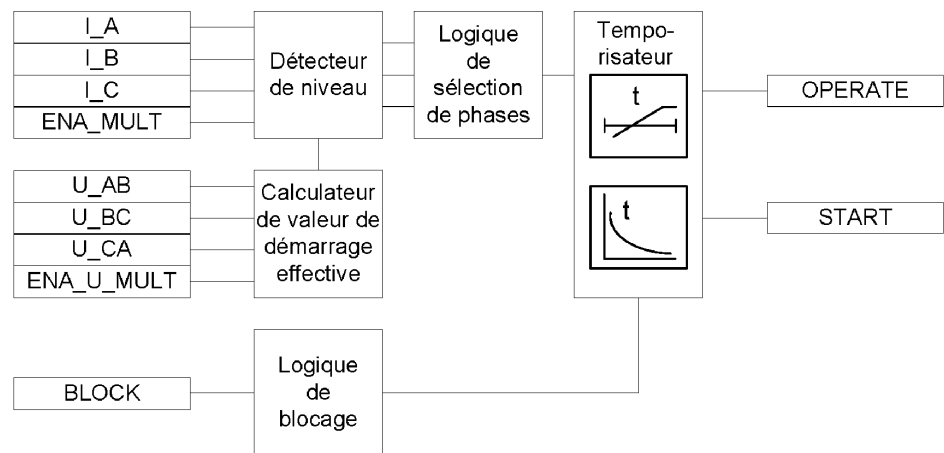 I_A
I_B
I_C
ENA_MULT
Détecteur
de niveau
Logique
de
sélection
de phases
Tempo-
risateur
t
t
OPERATE
START
U_AB
U_BC
U_CA
ENA_U_MULT
Calculateur
de valeur de
démarrage
effective
BLOCK
Logique
de
blocage